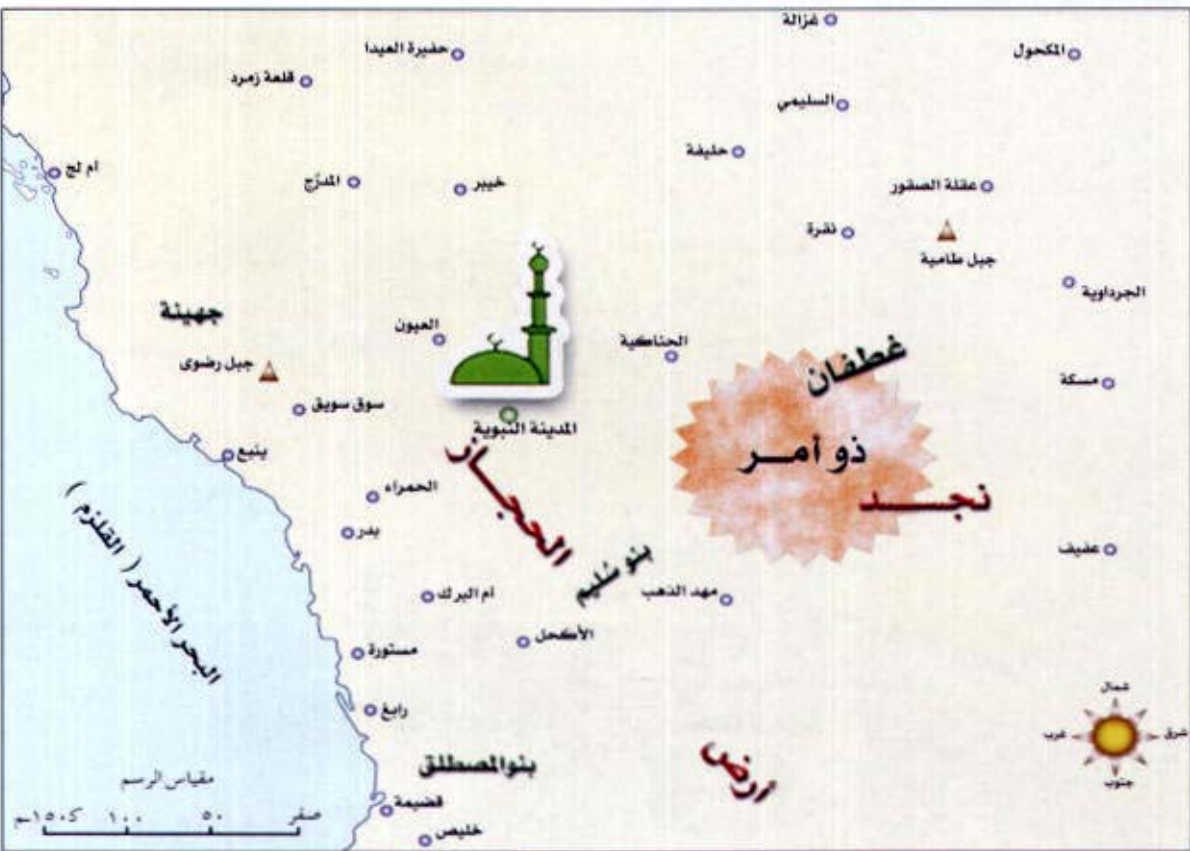 غزالة
المكحول
حفيرة العيدا
قلعة زمرد
السليمي
حليفة
ام لج
المدرّج
خيبر
عقلة الصقور
نقرة
جبل طامية
الجرداوية
جهينة
العيون
الحناكية
غطفان
جبل رضوى
مسكة
سوق سويق
المدينة النبوية
ينبع
ذو أمر
الحمراء
الحجاز
نجد
بدر
البحر الأحمر ( القلزم )
عفيف
بنو سُليم
أم البرك
مهد الذهب
الأكحل
مستورة
رابغ
شمال
شرق
غرب
جنوب
بنوالمصطلق
أرض
مقياس الرسم
صفر ٥٠ ١٠٠ ١٥٠كم
قضيمة
خليص